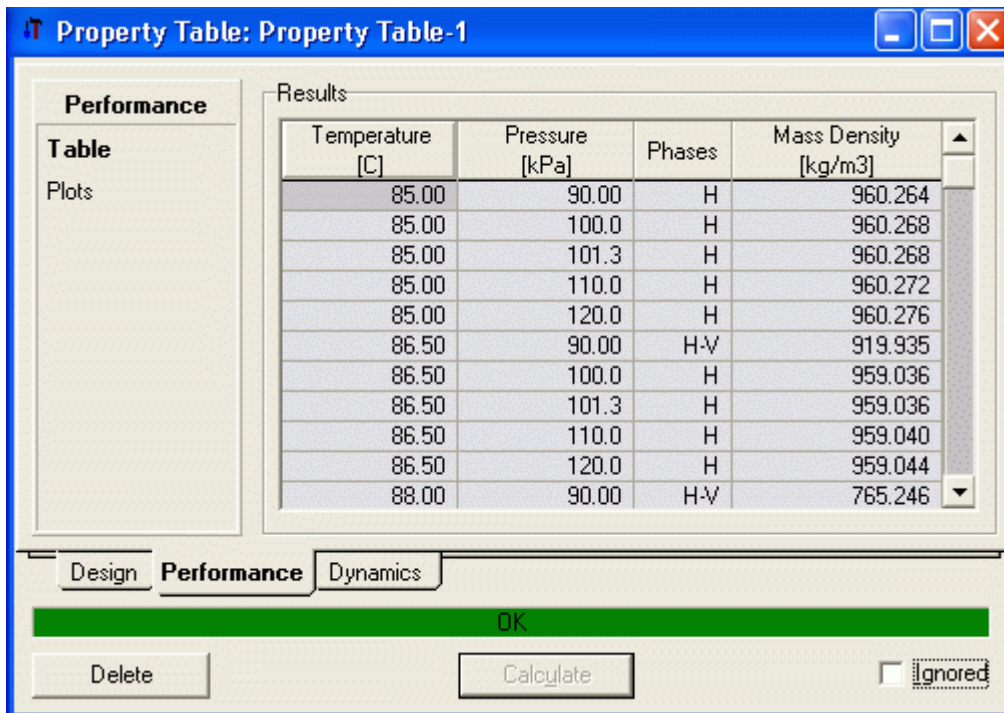 Property Table: Property Table-1
Performance
Table
Plots
Results
Temperature [C] Pressure [kPa] Phases Mass Density [kg/m3]
85.00 90.00 H 960.264
85.00 100.0 H 960.268
85.00 101.3 H 960.268
85.00 110.0 H 960.272
85.00 120.0 H 960.276
86.50 90.00 H-V 919.935
86.50 100.0 H 959.036
86.50 101.3 H 959.036
86.50 110.0 H 959.040
86.50 120.0 H 959.044
88.00 90.00 H-V 765.246
Design Performance Dynamics
OK
Delete Calculate Ignored